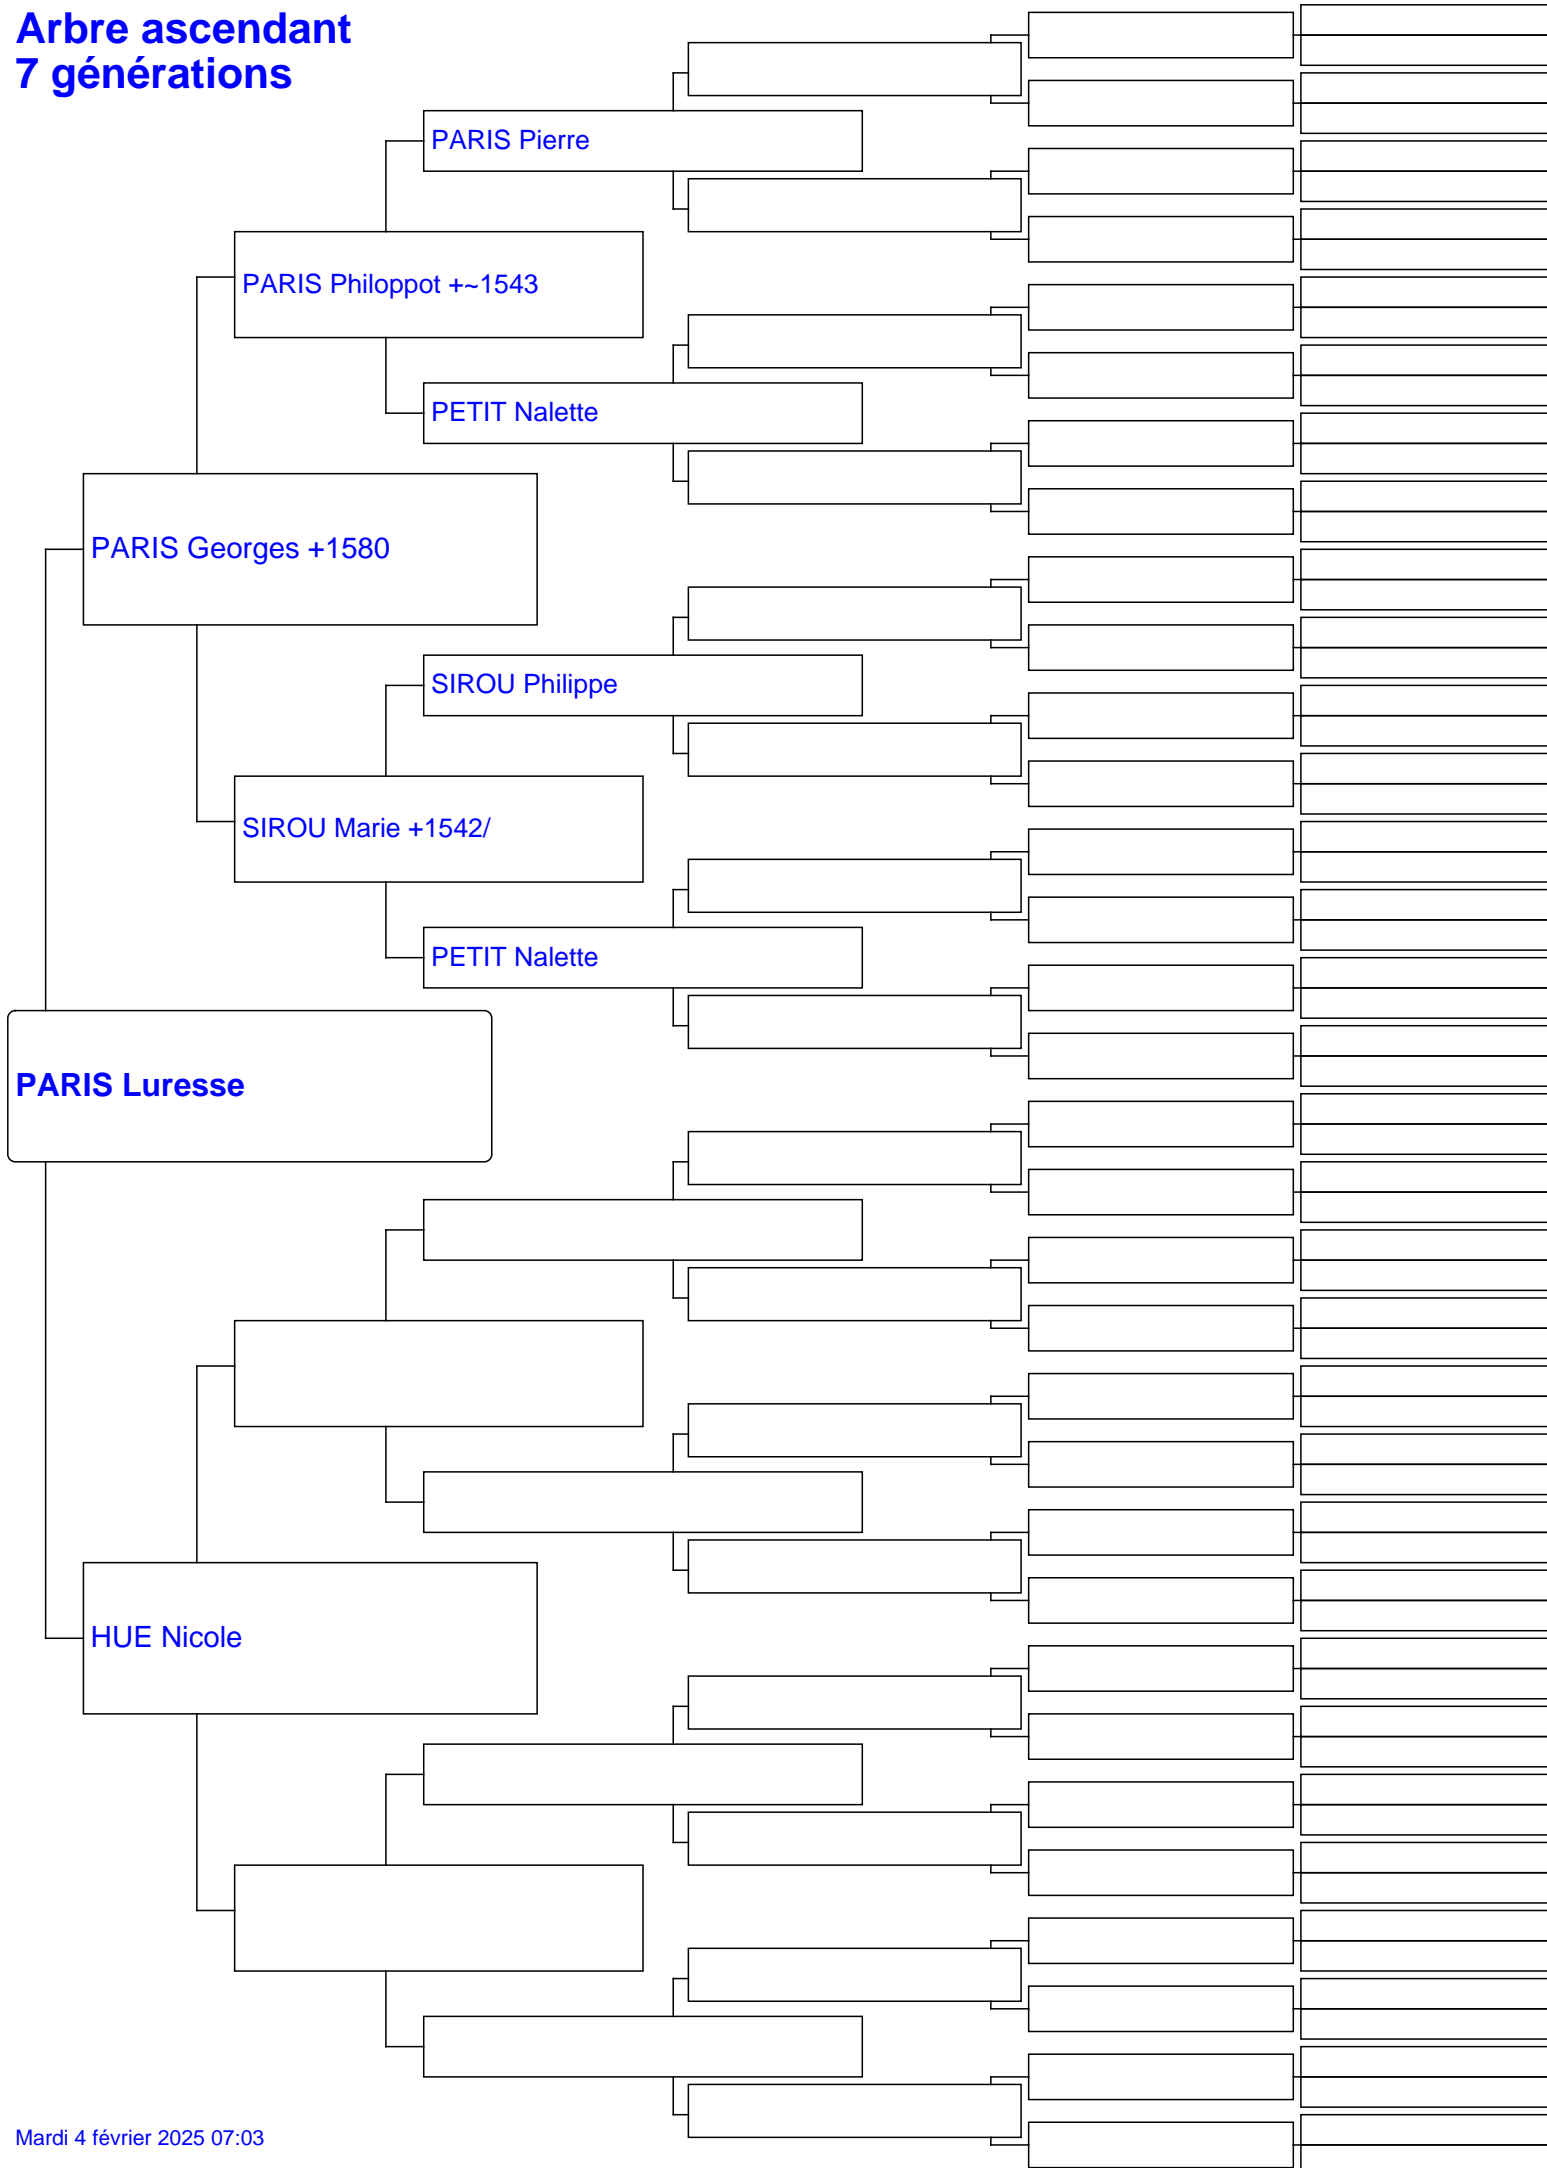 Arbre ascendant
7 générations
PARIS Pierre
PARIS Philoppot +~1543
PETIT Nalette
PARIS Georges +1580
SIROU Philippe
SIROU Marie +1542/
PETIT Nalette
PARIS Luresse
HUE Nicole
Mardi 4 février 2025 07:03